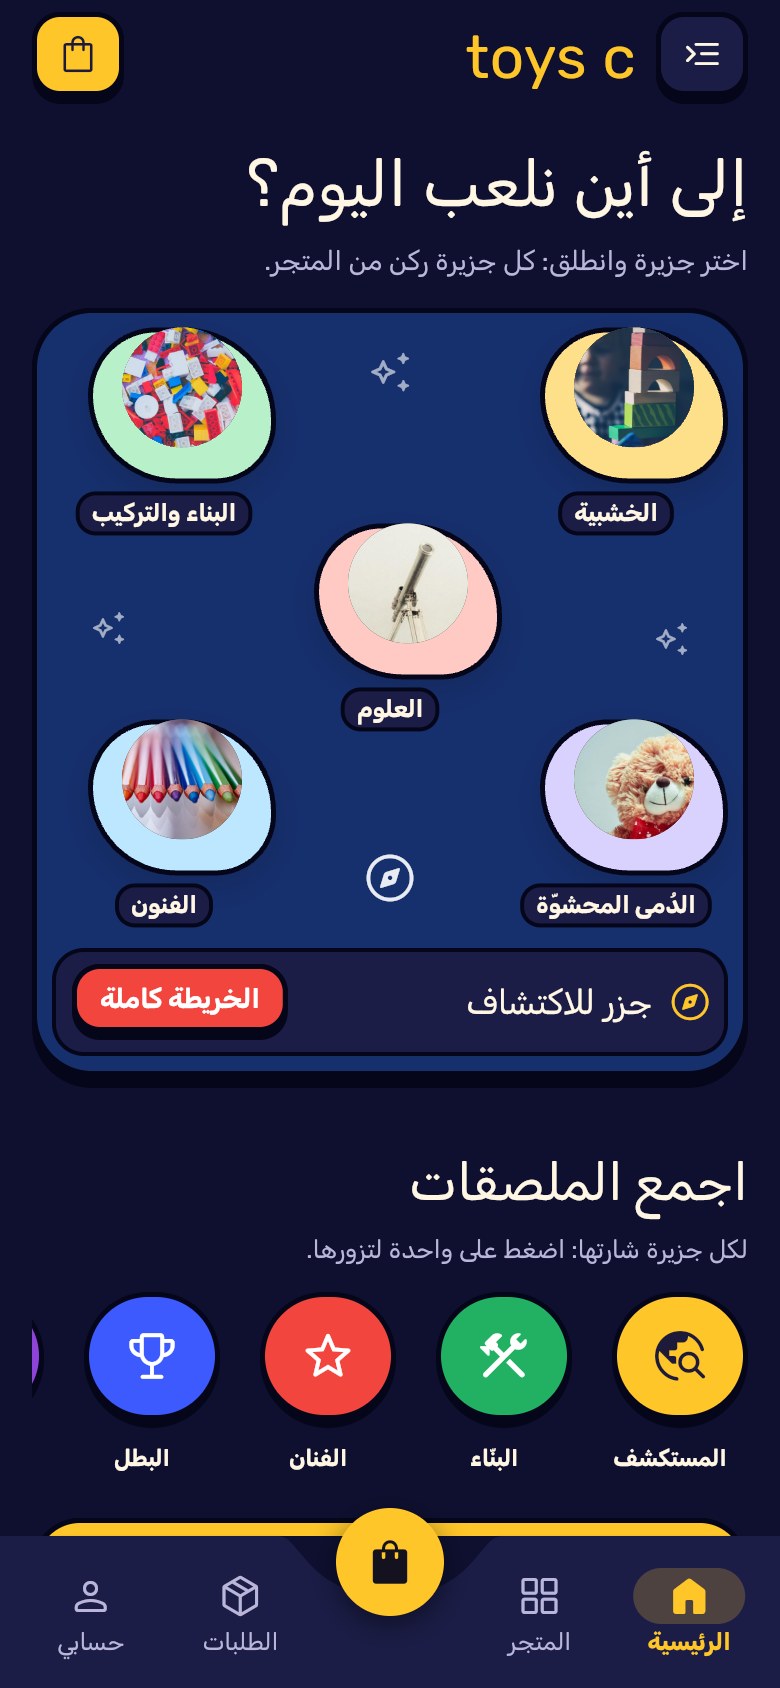 toys c
إلى أين نلعب اليوم؟
اختر جزيرة وانطلق: كل جزيرة ركن من المتجر.
الخشبية
البناء والتركيب
العلوم
الدُمى المحشوّة
الفنون
جزر للاكتشاف
الخريطة كاملة
اجمع الملصقات
لكل جزيرة شارتها: اضغط على واحدة لتزورها.
المستكشف
البنّاء
الفنان
البطل
الرئيسية
المتجر
الطلبات
حسابي